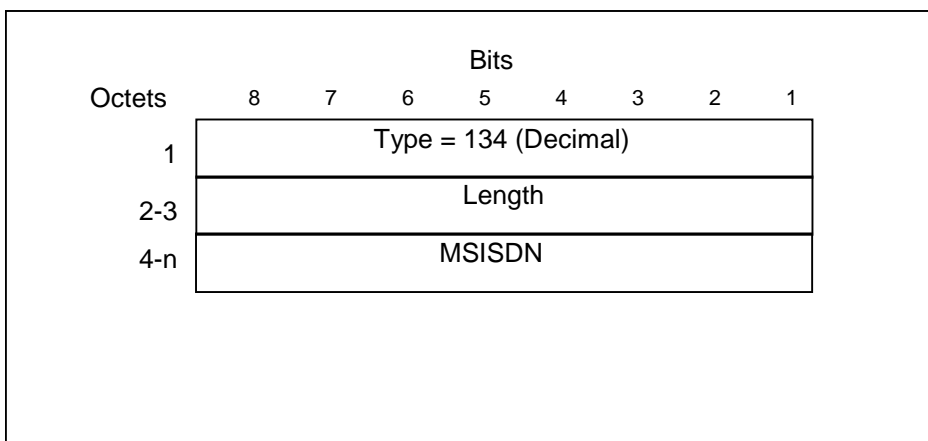 Bits
Octets 8 7 6 5 4 3 2 1
1 Type = 134 (Decimal)
2-3 Length
4-n MSISDN